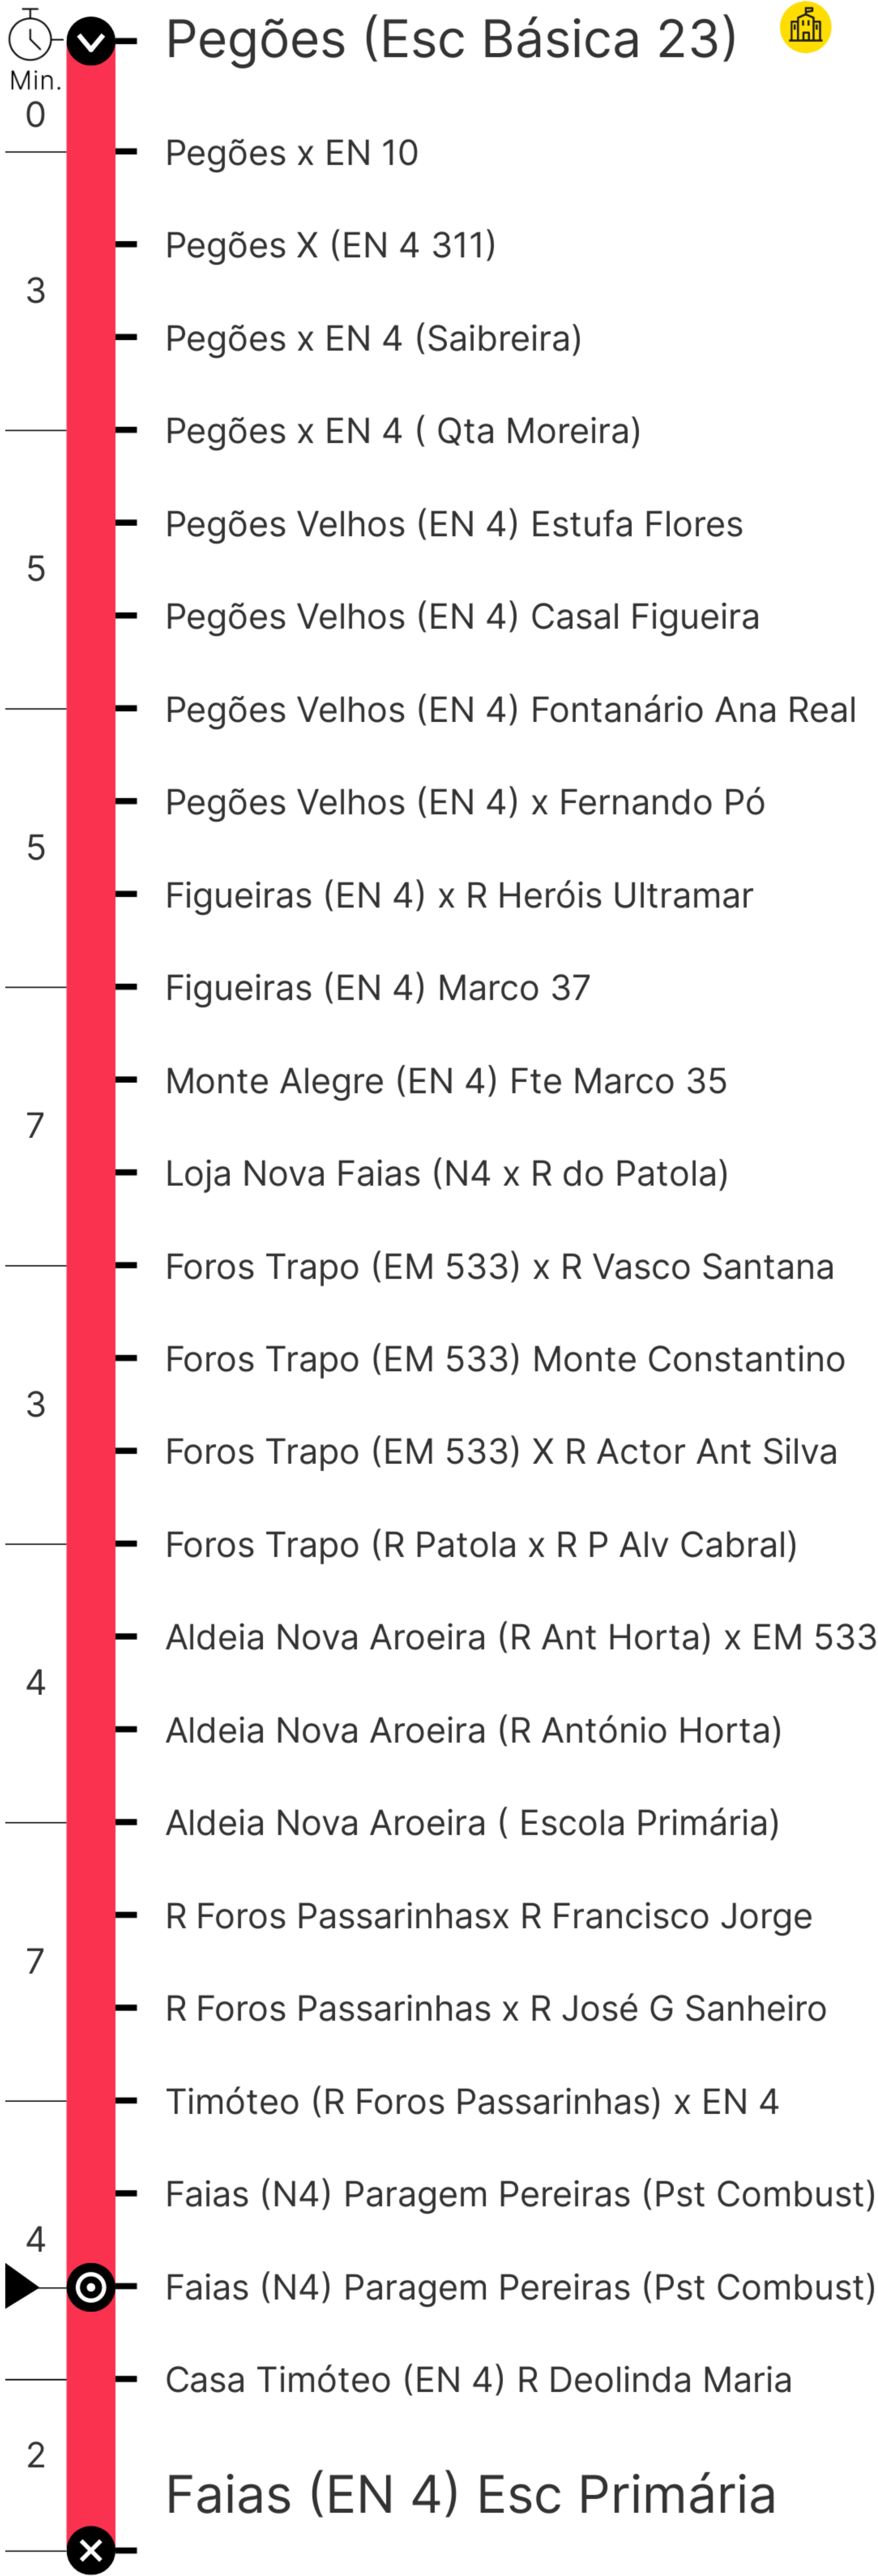 Pegões (Esc Básica 23)
Min.
0
Pegões x EN 10
Pegões X (EN 4 311)
3
Pegões x EN 4 (Saibreira)
Pegões x EN 4 ( Qta Moreira)
Pegões Velhos (EN 4) Estufa Flores
5
Pegões Velhos (EN 4) Casal Figueira
Pegões Velhos (EN 4) Fontanário Ana Real
Pegões Velhos (EN 4) x Fernando Pó
5
Figueiras (EN 4) x R Heróis Ultramar
Figueiras (EN 4) Marco 37
Monte Alegre (EN 4) Fte Marco 35
7
Loja Nova Faias (N4 x R do Patola)
Foros Trapo (EM 533) x R Vasco Santana
Foros Trapo (EM 533) Monte Constantino
3
Foros Trapo (EM 533) X R Actor Ant Silva
Foros Trapo (R Patola x R P Alv Cabral)
Aldeia Nova Aroeira (R Ant Horta) x EM 533
4
Aldeia Nova Aroeira (R António Horta)
Aldeia Nova Aroeira ( Escola Primária)
R Foros Passarinhasx R Francisco Jorge
7
R Foros Passarinhas x R José G Sanheiro
Timóteo (R Foros Passarinhas) x EN 4
Faias (N4) Paragem Pereiras (Pst Combust)
4
Faias (N4) Paragem Pereiras (Pst Combust)
Casa Timóteo (EN 4) R Deolinda Maria
2
Faias (EN 4) Esc Primária